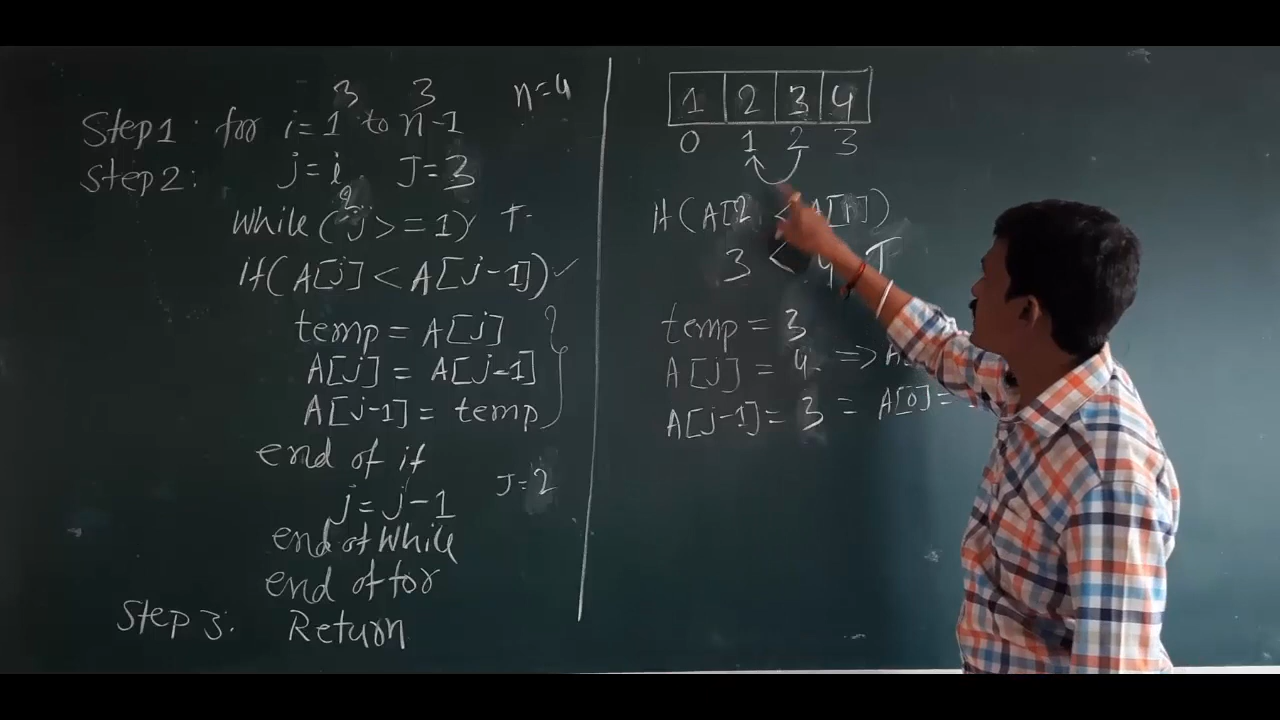 3 3 n=4
Step1 for i=1 to n-1
Step2: j=i J=3
2
While (j>=1) T
if(A[j] < A[j-1]) ✓
temp = A[j]
A[j] = A[j-1]
A[j-1] = temp
end of if
j=j-1 J=2
end of While
end of for
Step 3: Return
1 2 3 4
0 1 2 3
if(A[2 < A[1])
3 < 4 T
temp = 3
A[j] = 4 =>
A[j-1] = 3 = A[0] =